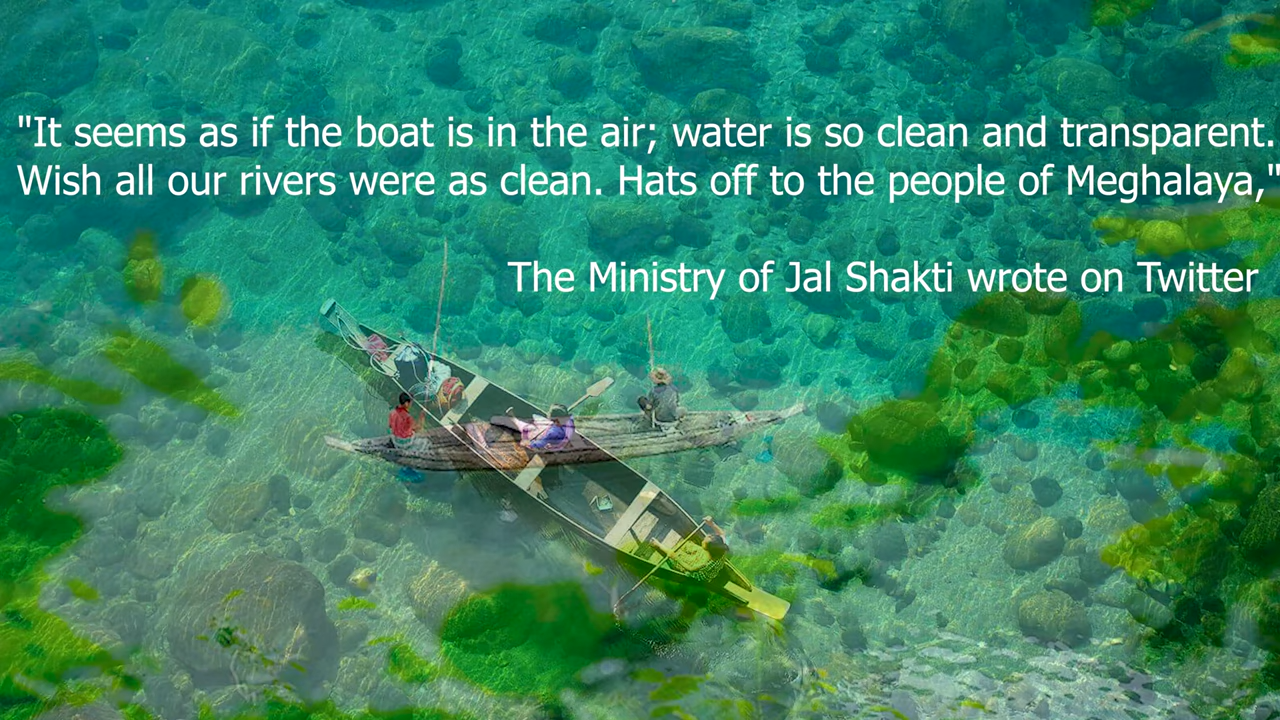 "It seems as if the boat is in the air; water is so clean and transparent.
Wish all our rivers were as clean. Hats off to the people of Meghalaya,"
The Ministry of Jal Shakti wrote on Twitter